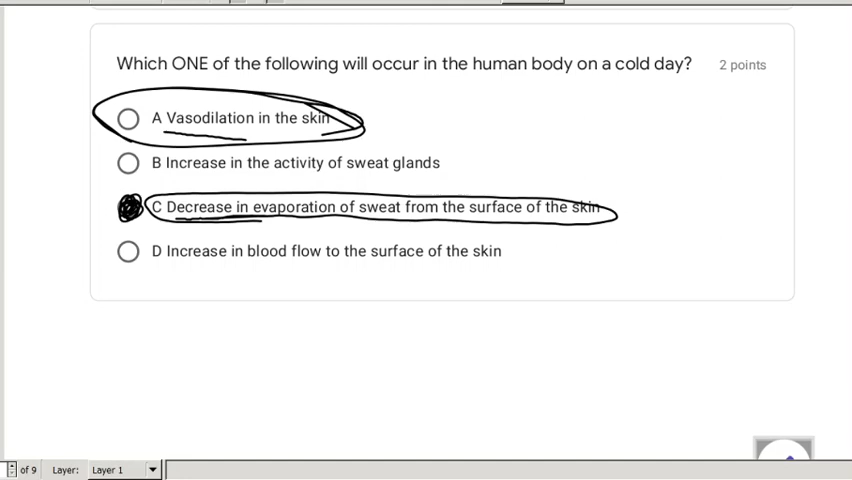 Which ONE of the following will occur in the human body on a cold day? 2 points
A Vasodilation in the skin
B Increase in the activity of sweat glands
C Decrease in evaporation of sweat from the surface of the skin
D Increase in blood flow to the surface of the skin
of 9 Layer: Layer 1